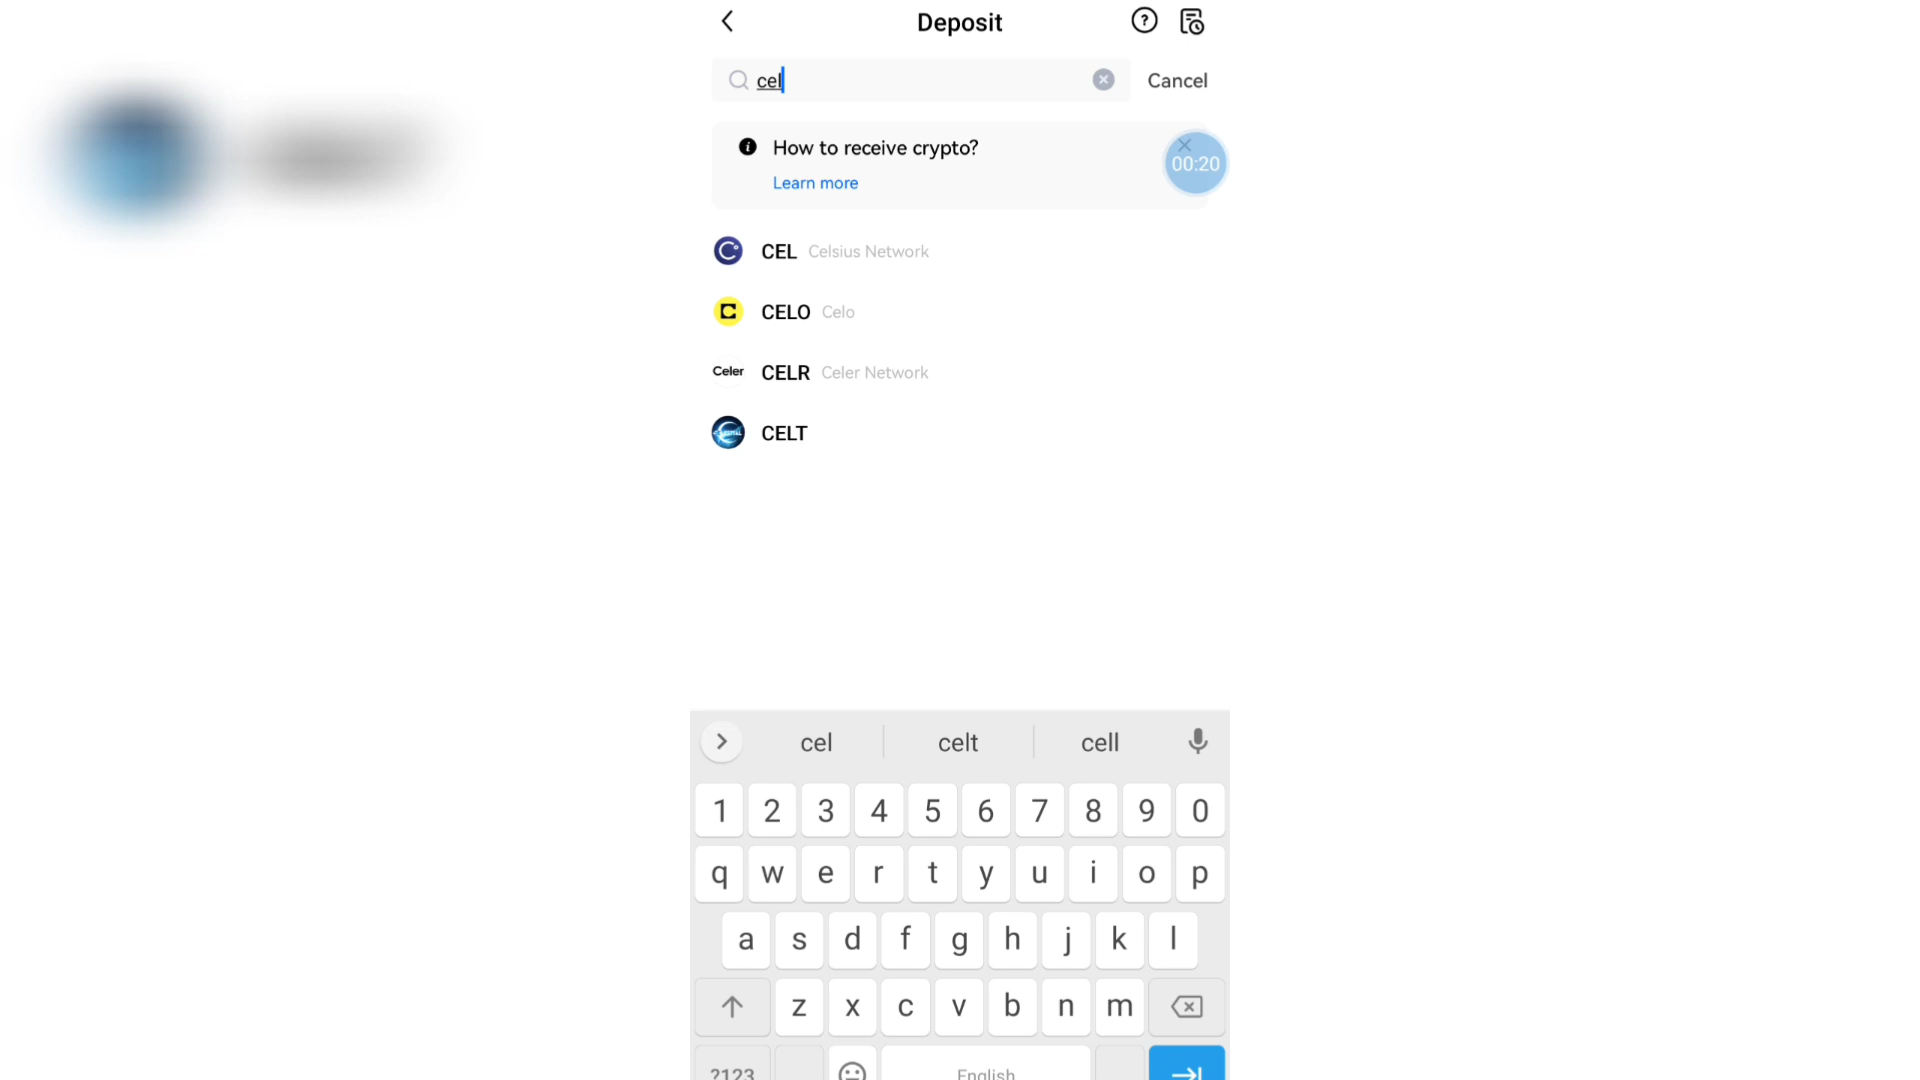 Deposit
cel
Cancel
How to receive crypto?
00:20
Learn more
CEL Celsius Network
CELO Celo
Celer CELR Celer Network
CELT
cel celt cell
1 2 3 4 5 6 7 8 9 0
q w e r t y u i o p
a s d f g h j k l
z x c v b n m
?123 English